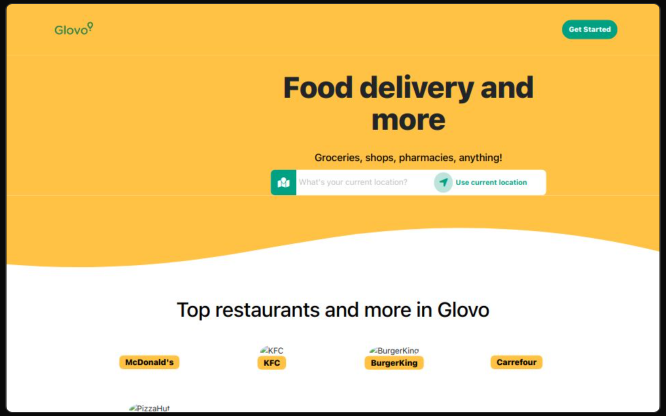 Glovo
Get Started
Food delivery and
more
Groceries, shops, pharmacies, anything!
What's your current location?
Use current location
Top restaurants and more in Glovo
KFC
BurgerKing
McDonald's
KFC
BurgerKing
Carrefour
PizzaHut